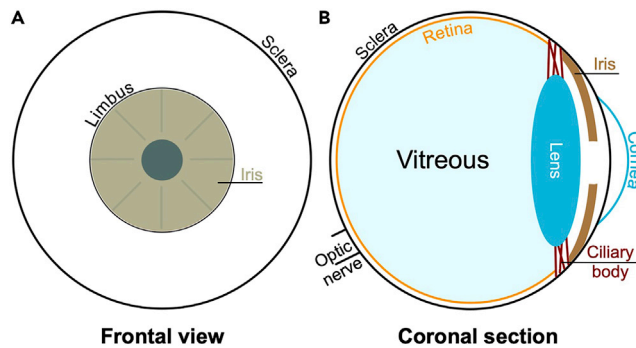 A
Sclera
Limbus
Iris
Frontal view
B
Sclera
Retina
Iris
Cornea
Lens
Vitreous
Optic
nerve
Ciliary
body
Coronal section